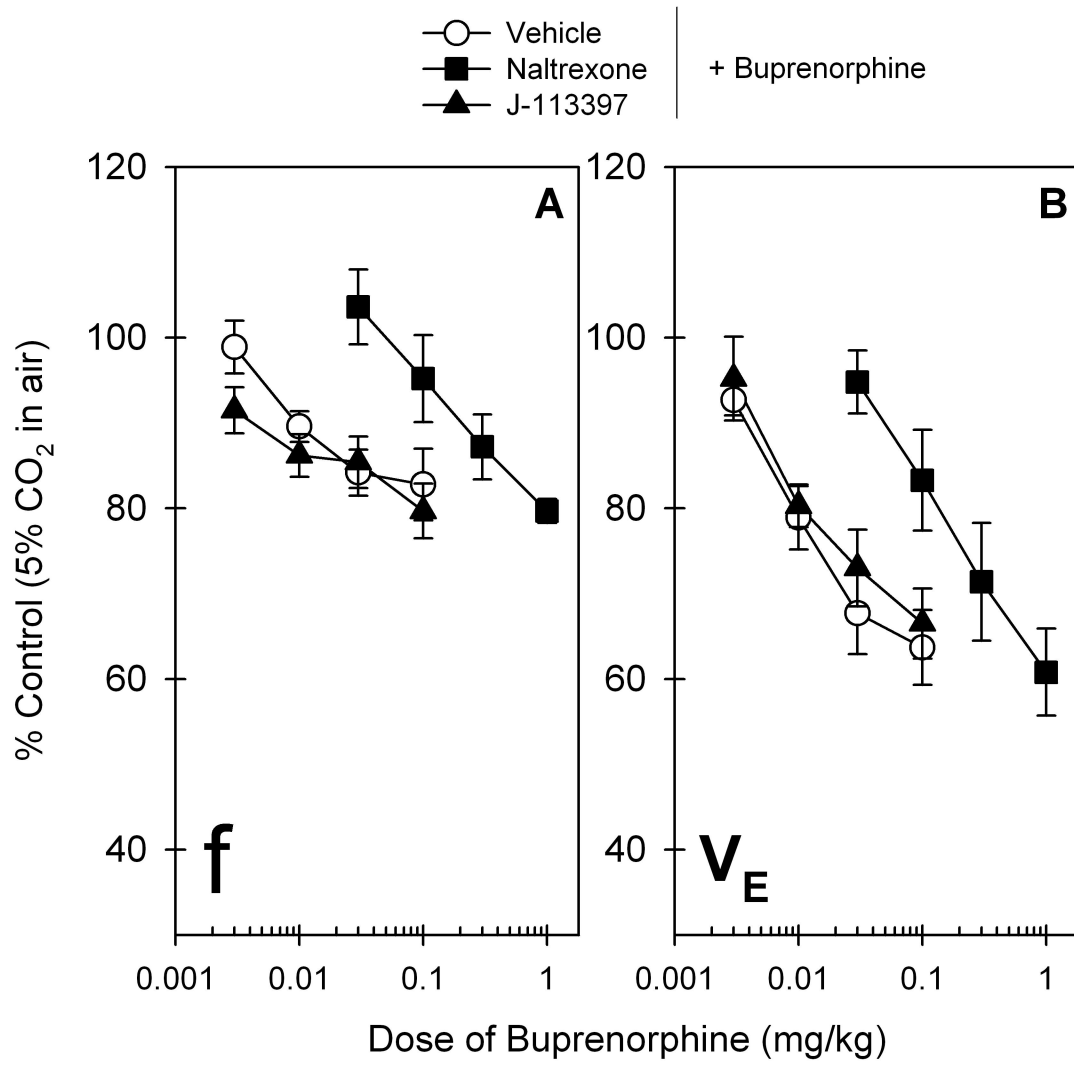 Vehicle
Naltrexone
J-113397
+ Buprenorphine
120
100
80
60
40
A
f
0.001 0.01 0.1 1
120
100
80
60
40
B
VE
0.001 0.01 0.1 1
% Control (5% CO2 in air)
Dose of Buprenorphine (mg/kg)